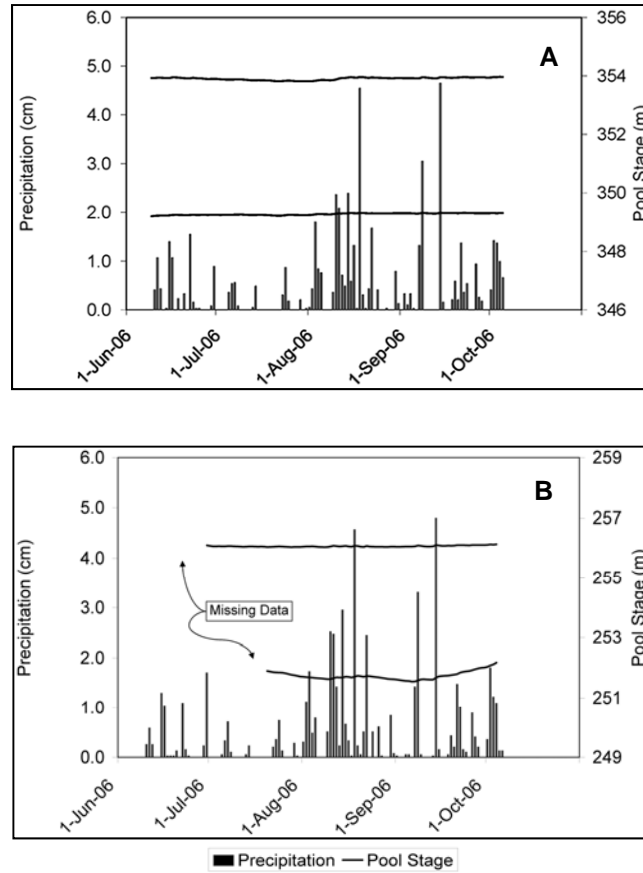 A
Precipitation (cm)
6.0
5.0
4.0
3.0
2.0
1.0
0.0
356
354
352
350
348
346
Pool Stage (m)
1-Jun-06
1-Jul-06
1-Aug-06
1-Sep-06
1-Oct-06
B
Precipitation (cm)
6.0
5.0
4.0
3.0
2.0
1.0
0.0
Missing Data
259
257
255
253
251
249
Pool Stage (m)
1-Jun-06
1-Jul-06
1-Aug-06
1-Sep-06
1-Oct-06
Precipitation Pool Stage